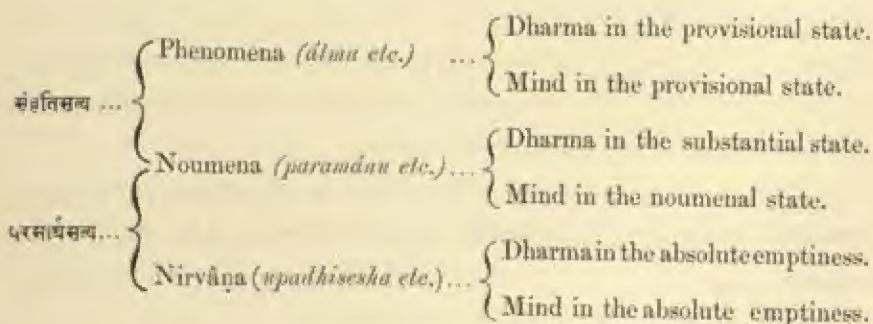 Phenomena (átma etc.) ... Dharma in the provisional state.
Mind in the provisional state.
संवृतिसत्य ...
Noumena (paramánu etc.)... Dharma in the substantial state.
Mind in the noumenal state.
परमार्थसत्य...
Nirvâṇa (upadhisesha etc.)... Dharma in the absolute emptiness.
Mind in the absolute emptiness.